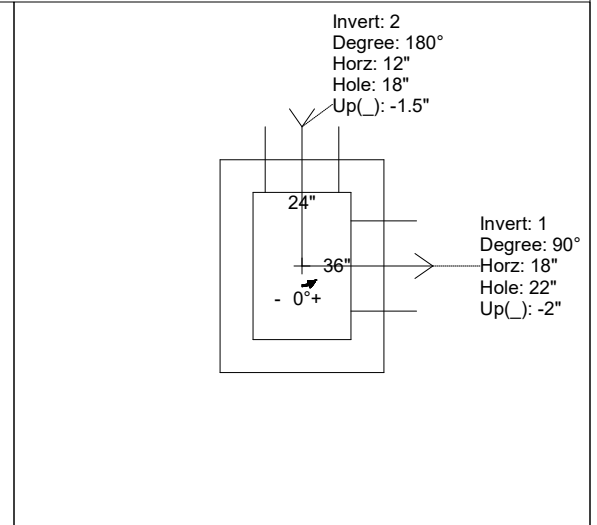 Invert: 2
Degree: 180°
Horz: 12"
Hole: 18"
Up(_): -1.5"
24"
36"
- 0°+
Invert: 1
Degree: 90°
Horz: 18"
Hole: 22"
Up(_): -2"